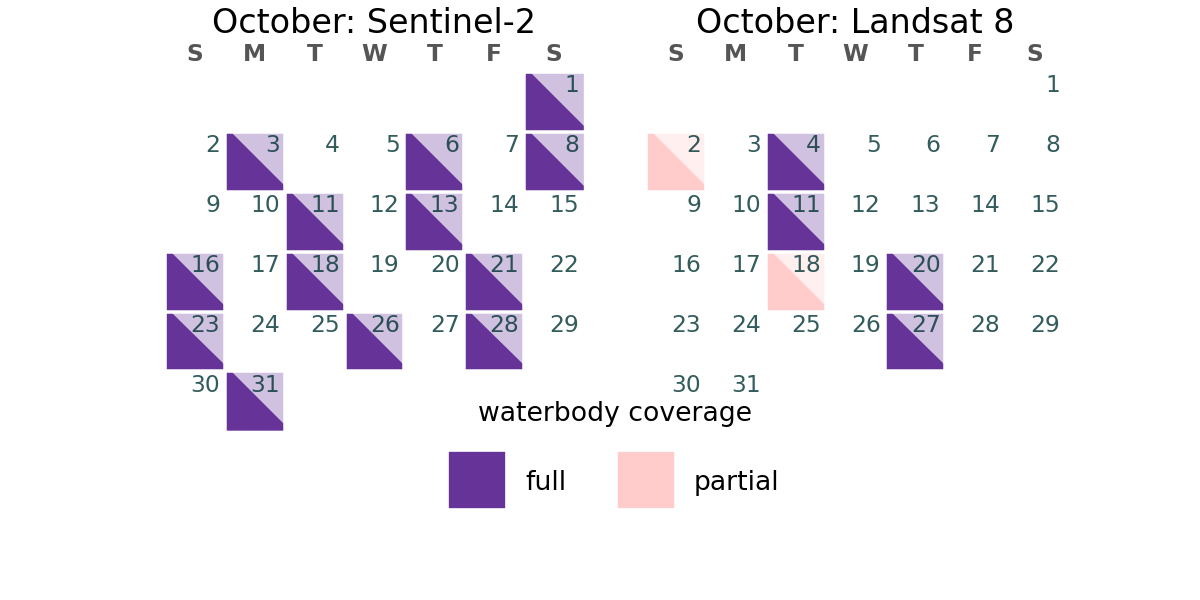 October: Sentinel-2
S M T W T F S
1
2 3 4 5 6 7 8
9 10 11 12 13 14 15
16 17 18 19 20 21 22
23 24 25 26 27 28 29
30 31
October: Landsat 8
S M T W T F S
1
2 3 4 5 6 7 8
9 10 11 12 13 14 15
16 17 18 19 20 21 22
23 24 25 26 27 28 29
30 31
waterbody coverage
full partial